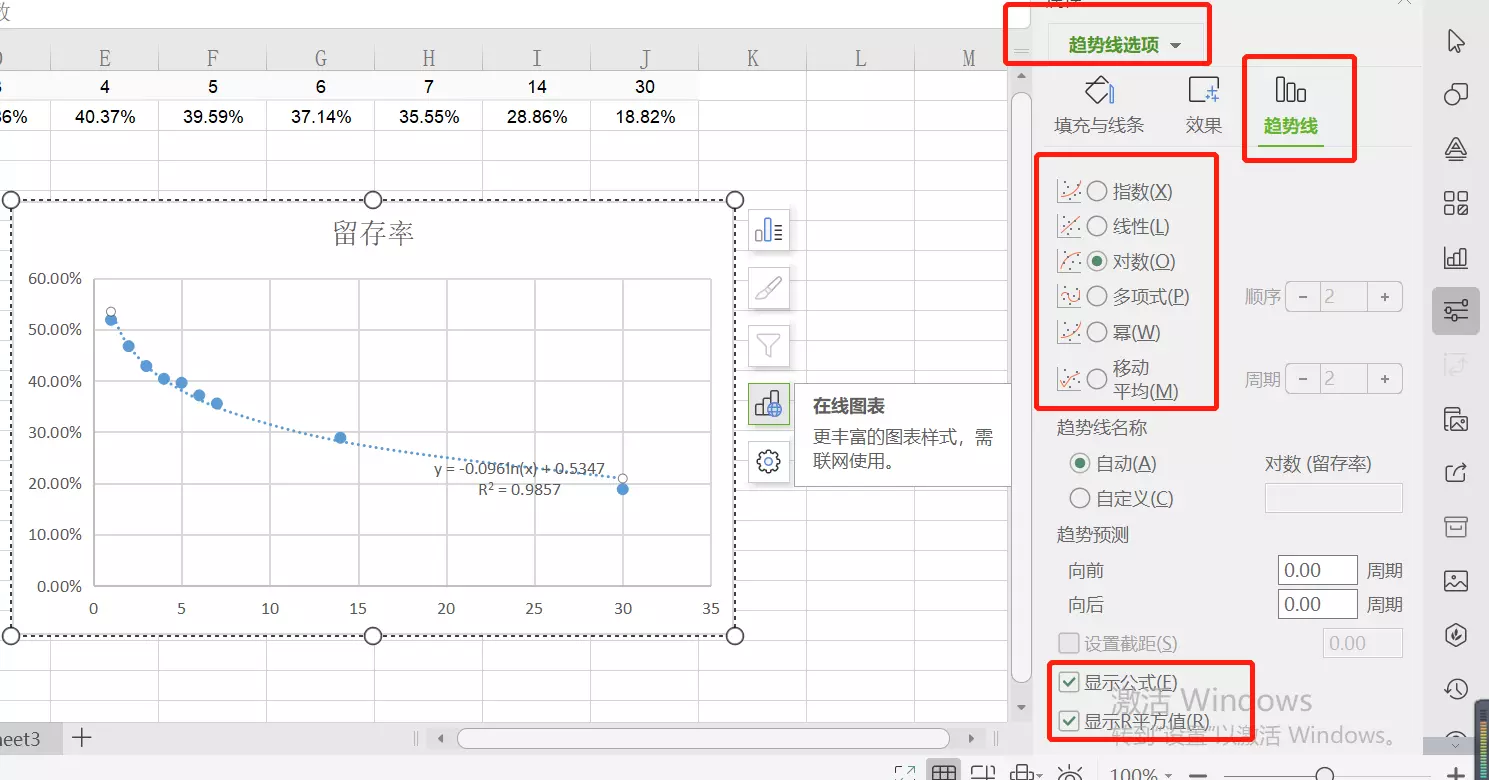 数
E F G H I J K L M
4 5 6 7 14 30
6% 40.37% 39.59% 37.14% 35.55% 28.86% 18.82%
留存率
60.00%
50.00%
40.00%
30.00%
20.00%
10.00%
0.00%
0 5 10 15 20 25 30 35
y = -0.096ln(x) + 0.5347
R² = 0.9857
在线图表
更丰富的图表样式，需
联网使用。
趋势线选项
填充与线条 效果 趋势线
指数(X)
线性(L)
对数(O)
多项式(P) 顺序 - 2 +
幂(W)
移动
平均(M) 周期 - 2 +
趋势线名称
自动(A) 对数 (留存率)
自定义(C)
趋势预测
向前 0.00 周期
向后 0.00 周期
设置截距(S) 0.00
显示公式(E)
显示R平方值(R)
激活 Windows
转到"设置"以激活 Windows。
eet3 +
100% - +